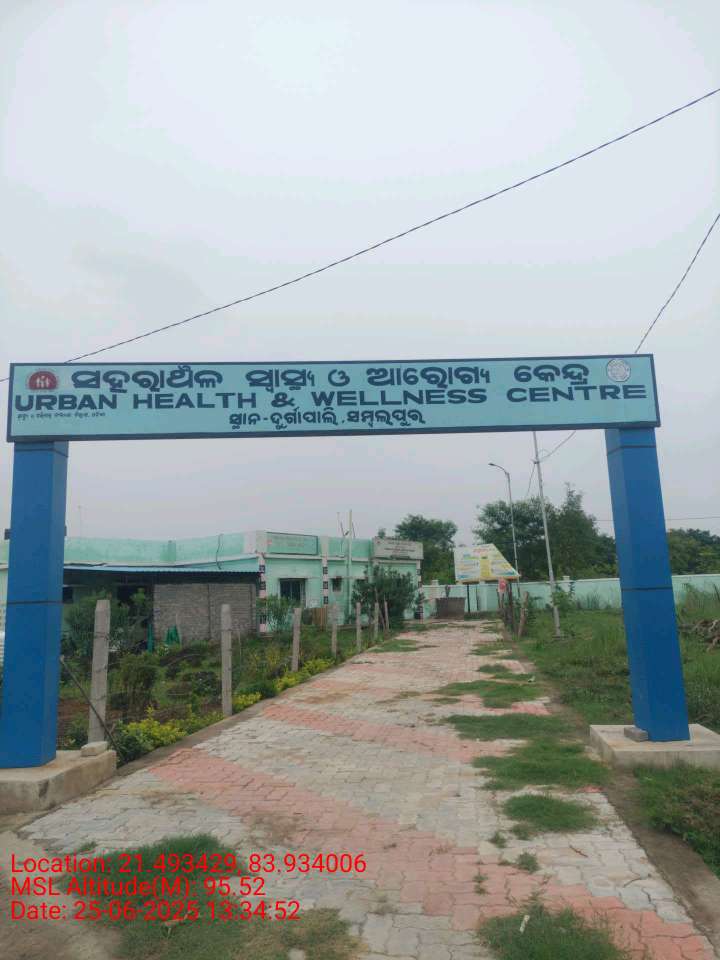 ସହରାଞ୍ଚଳ ସ୍ୱାସ୍ଥ୍ୟ ଓ ଆରୋଗ୍ୟ କେନ୍ଦ୍ର
URBAN HEALTH & WELLNESS CENTRE
ସ୍ଥାନ-ଦୁର୍ଗାପାଲି, ସମ୍ବଲପୁର
Location: 21.493429, 83.934006
MSL Altitude(M): 95.52
Date: 25-06-2025 13:34:52